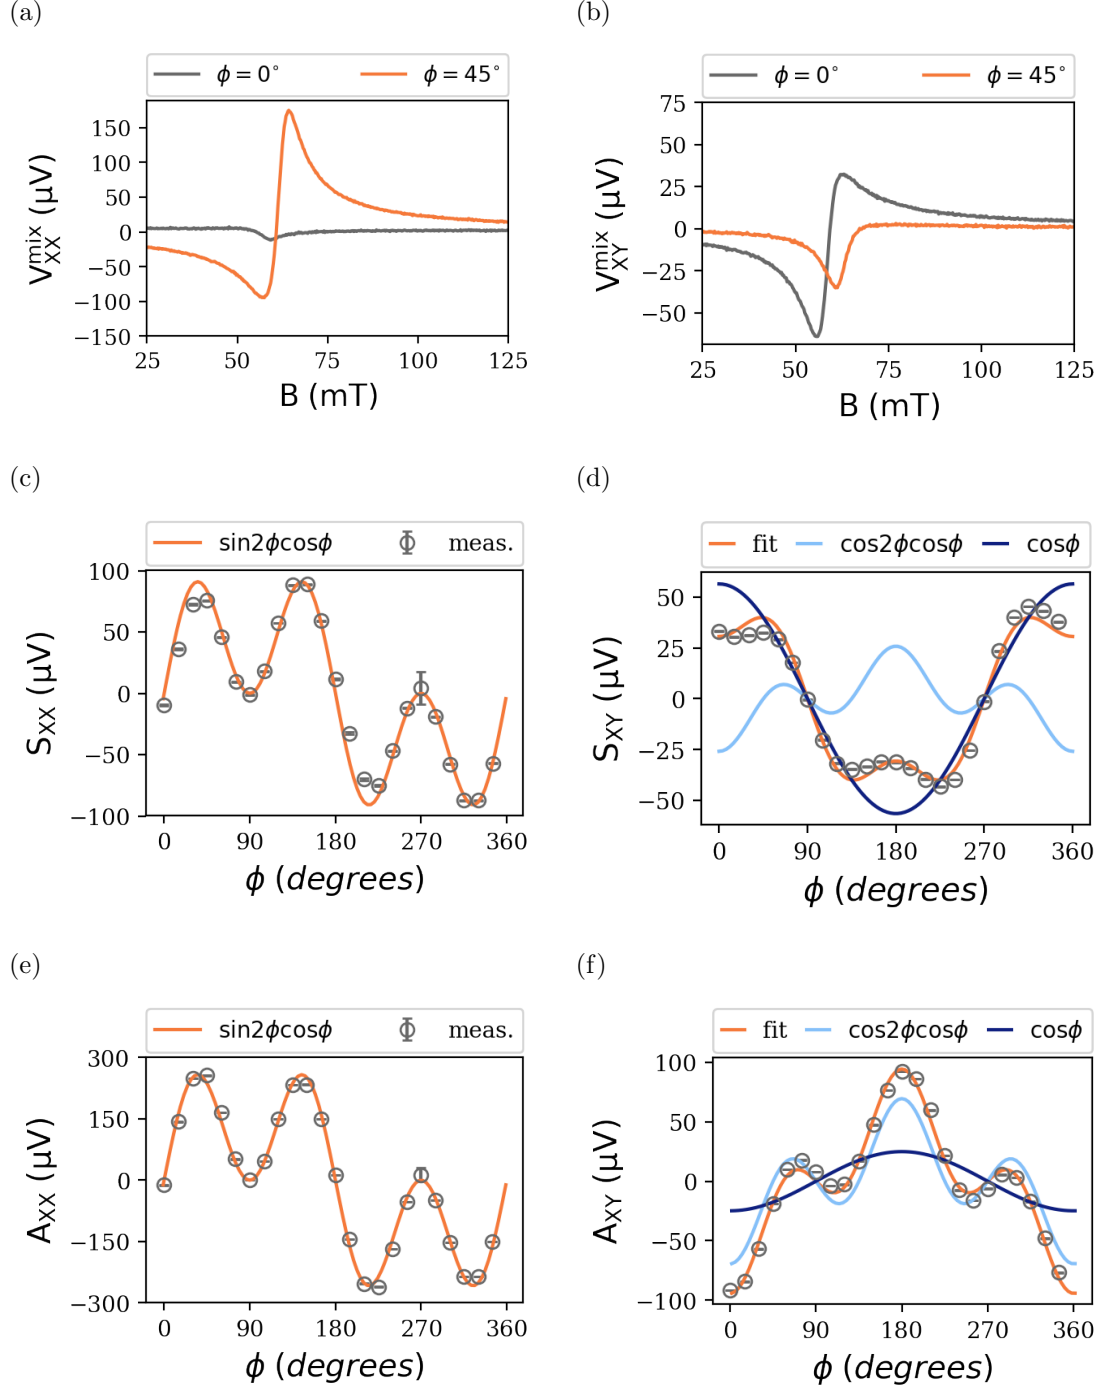 (a)
(b)
ϕ = 0° ϕ = 45°
ϕ = 0° ϕ = 45°
V_XX^mix (μV)
150
100
50
0
−50
−100
−150
25 50 75 100 125
B (mT)
V_XY^mix (μV)
75
50
25
0
−25
−50
25 50 75 100 125
B (mT)
(c)
(d)
sin2ϕcosϕ meas.
fit cos2ϕcosϕ cosϕ
S_XX (μV)
100
50
0
−50
−100
0 90 180 270 360
ϕ (degrees)
S_XY (μV)
50
25
0
−25
−50
0 90 180 270 360
ϕ (degrees)
(e)
(f)
sin2ϕcosϕ meas.
fit cos2ϕcosϕ cosϕ
A_XX (μV)
300
150
0
−150
−300
0 90 180 270 360
ϕ (degrees)
A_XY (μV)
100
50
0
−50
−100
0 90 180 270 360
ϕ (degrees)